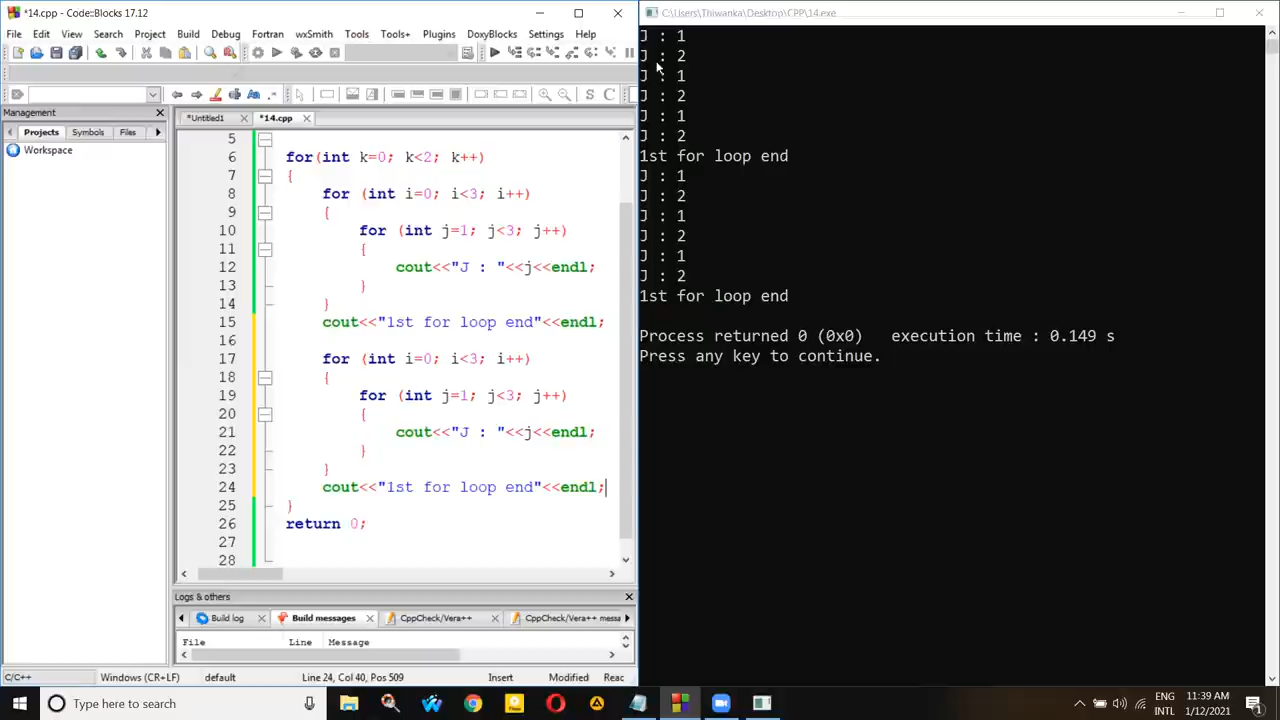 *14.cpp - Code::Blocks 17.12
File Edit View Search Project Build Debug Fortran wxSmith Tools Tools+ Plugins DoxyBlocks Settings Help
Management
Projects Symbols Files
Workspace
*Untitled1 *14.cpp
5
6 for(int k=0; k<2; k++)
7 {
8 for (int i=0; i<3; i++)
9 {
10 for (int j=1; j<3; j++)
11 {
12 cout<<"J : "<<j<<endl;
13 }
14 }
15 cout<<"1st for loop end"<<endl;
16
17 for (int i=0; i<3; i++)
18 {
19 for (int j=1; j<3; j++)
20 {
21 cout<<"J : "<<j<<endl;
22 }
23 }
24 cout<<"1st for loop end"<<endl;
25 }
26 return 0;
27
28
Logs & others
Build log Build messages CppCheck/Vera++ CppCheck/Vera++ messa
File Line Message
C/C++ Windows (CR+LF) default Line 24, Col 40, Pos 509 Insert Modified Reac
C:\Users\Thiwanka\Desktop\CPP\14.exe
J : 1
J : 2
J : 1
J : 2
J : 1
J : 2
1st for loop end
J : 1
J : 2
J : 1
J : 2
J : 1
J : 2
1st for loop end
Process returned 0 (0x0) execution time : 0.149 s
Press any key to continue.
Type here to search
ENG
INTL
11:39 AM
1/12/2021
1